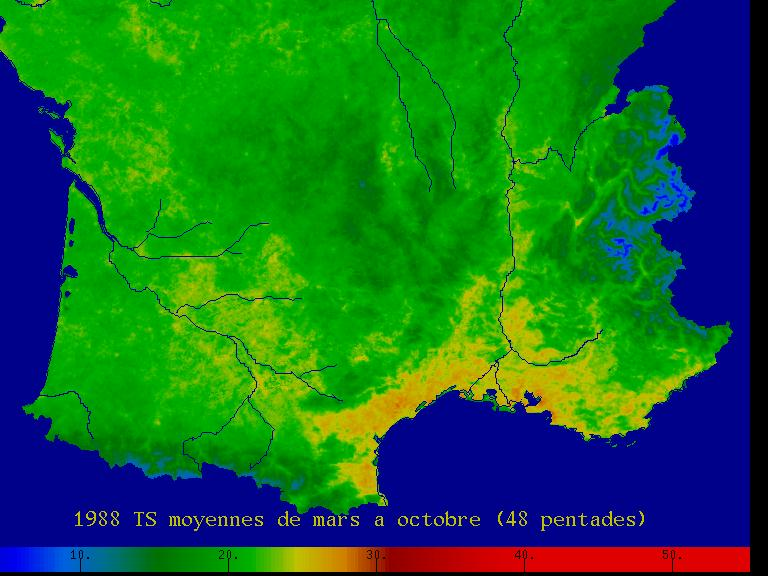 1988 TS moyennes de mars a octobre (48 pentades)
10. 20. 30. 40. 50.